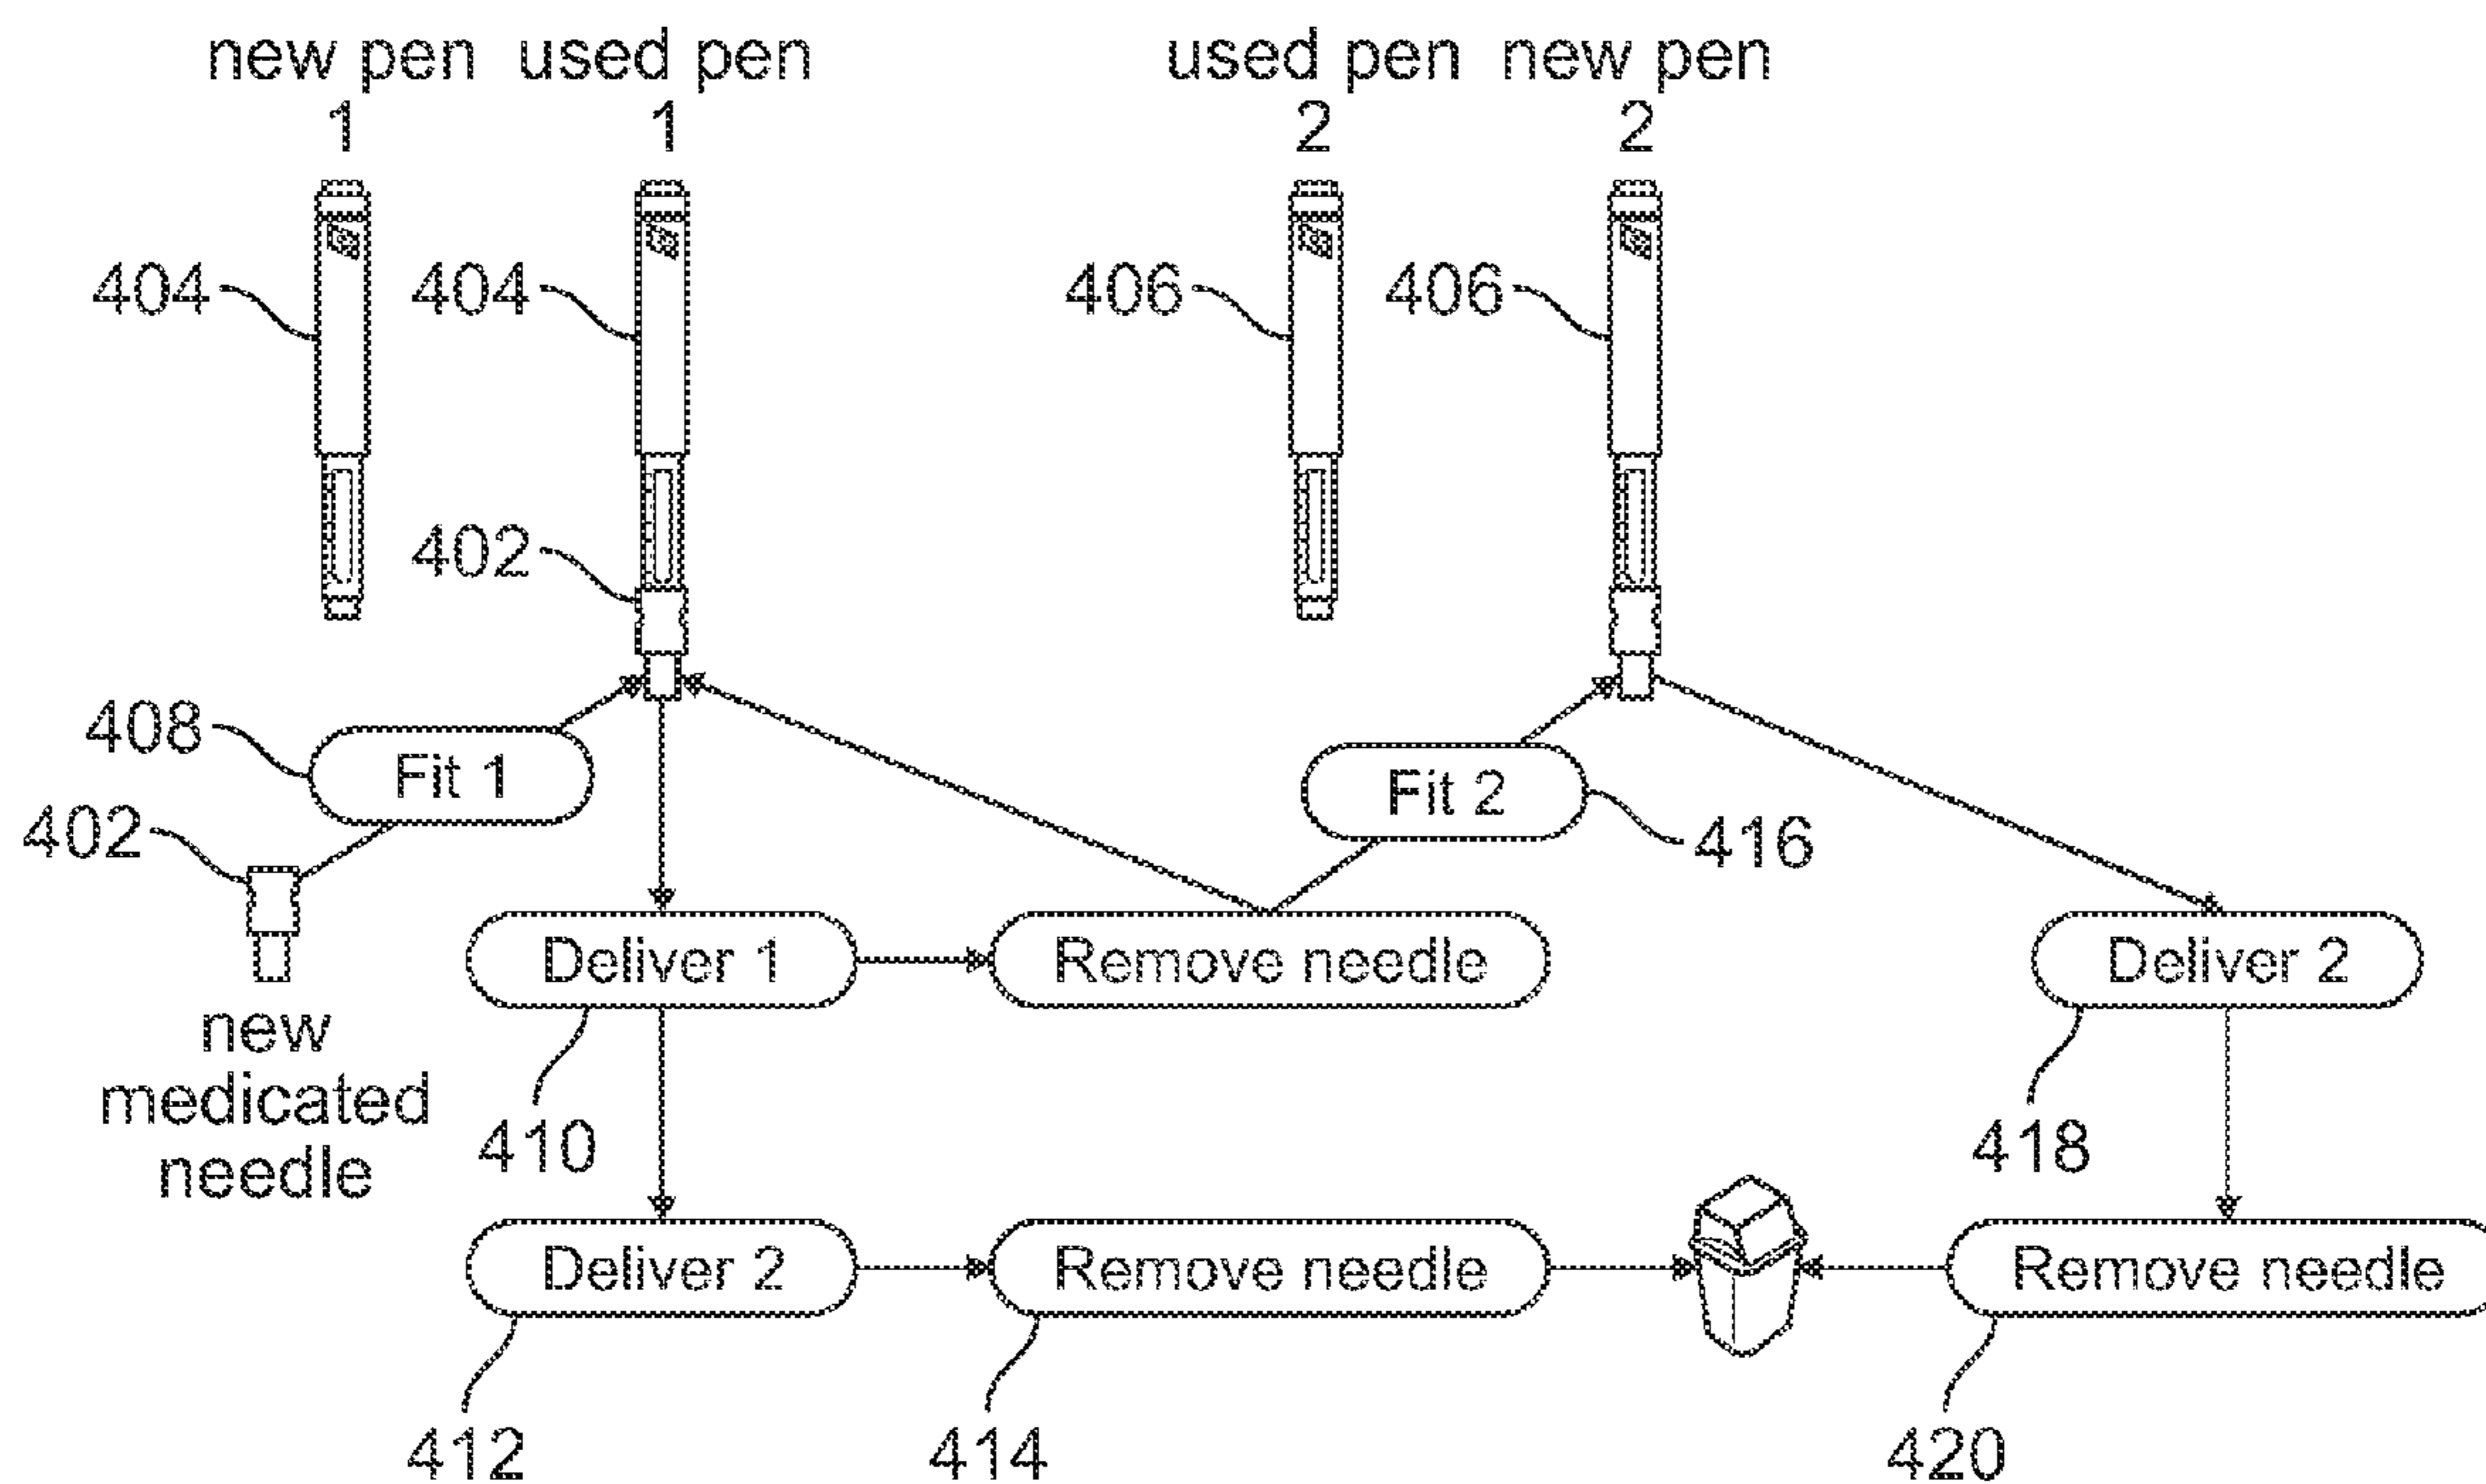 new pen used pen
1 1
used pen new pen
2 2
404
404
406
406
402
408
Fit 1
Fit 2
402
416
new
medicated
needle
Deliver 1
Remove needle
Deliver 2
410
418
Deliver 2
Remove needle
Remove needle
412
414
420